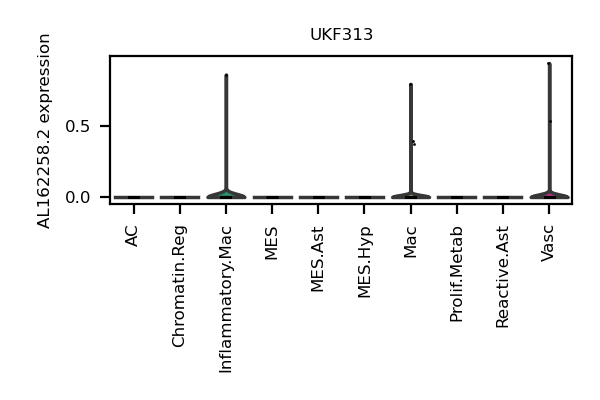 UKF313
AL162258.2 expression
0.5
0.0
AC
Chromatin.Reg
Inflammatory.Mac
MES
MES.Ast
MES.Hyp
Mac
Prolif.Metab
Reactive.Ast
Vasc